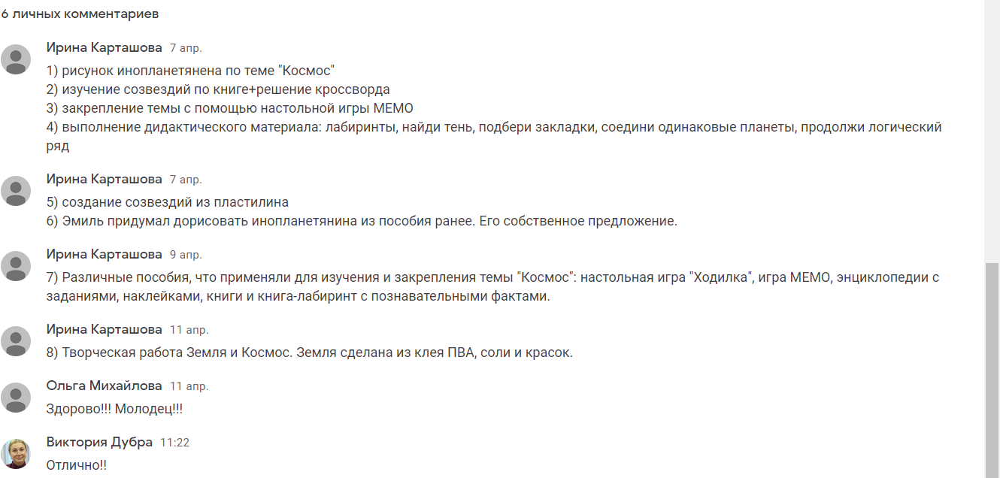 6 личных комментариев
Ирина Карташова 7 апр.
1) рисунок инопланетянена по теме "Космос"
2) изучение созвездий по книге+решение кроссворда
3) закрепление темы с помощью настольной игры МЕМО
4) выполнение дидактического материала: лабиринты, найди тень, подбери закладки, соедини одинаковые планеты, продолжи логический
ряд
Ирина Карташова 7 апр.
5) создание созвездий из пластилина
6) Эмиль придумал дорисовать инопланетянина из пособия ранее. Его собственное предложение.
Ирина Карташова 9 апр.
7) Различные пособия, что применяли для изучения и закрепления темы "Космос": настольная игра "Ходилка", игра МЕМО, энциклопедии с
заданиями, наклейками, книги и книга-лабиринт с познавательными фактами.
Ирина Карташова 11 апр.
8) Творческая работа Земля и Космос. Земля сделана из клея ПВА, соли и красок.
Ольга Михайлова 11 апр.
Здорово!!! Молодец!!!
Виктория Дубра 11:22
Отлично!!